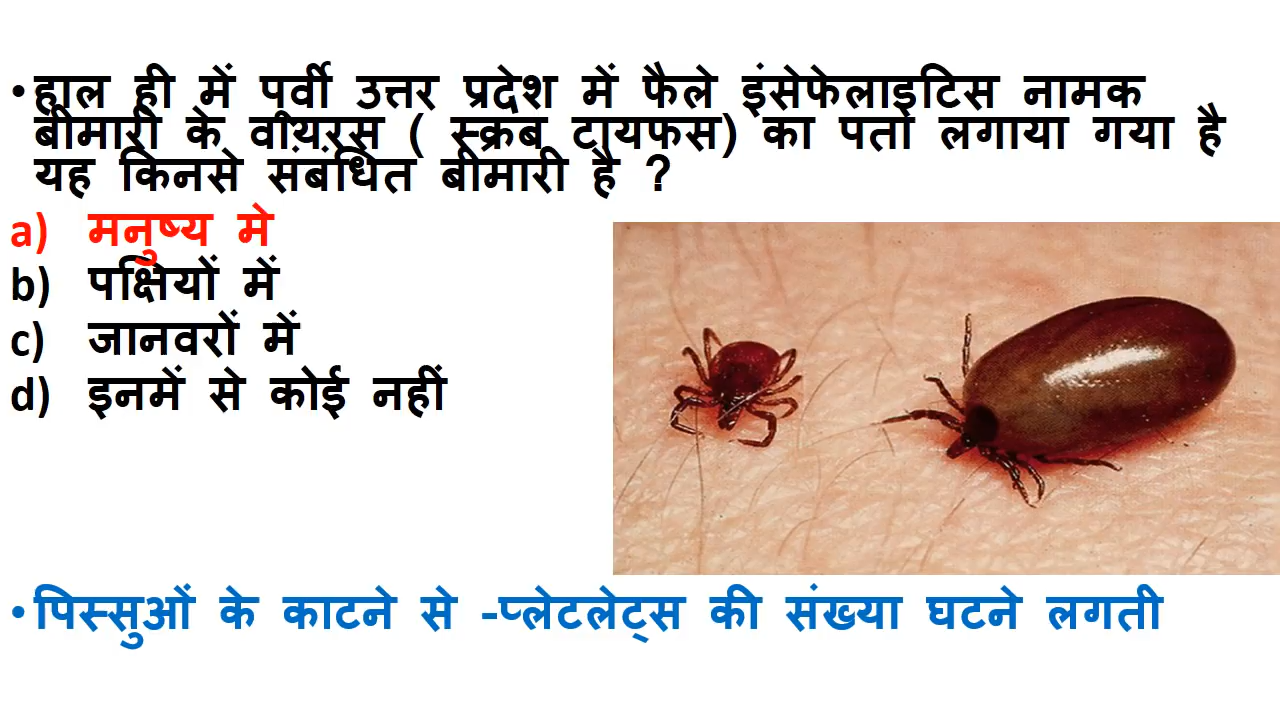 • हाल ही में पूर्वी उत्तर प्रदेश में फैले इंसेफेलाइटिस नामक
बीमारी के वायरस ( स्क्रब टायफस) का पता लगाया गया है
यह किनसे संबंधित बीमारी है ?
a) मनुष्य मे
b) पक्षियों में
c) जानवरों में
d) इनमें से कोई नहीं
• पिस्सुओं के काटने से -प्लेटलेट्स की संख्या घटने लगती